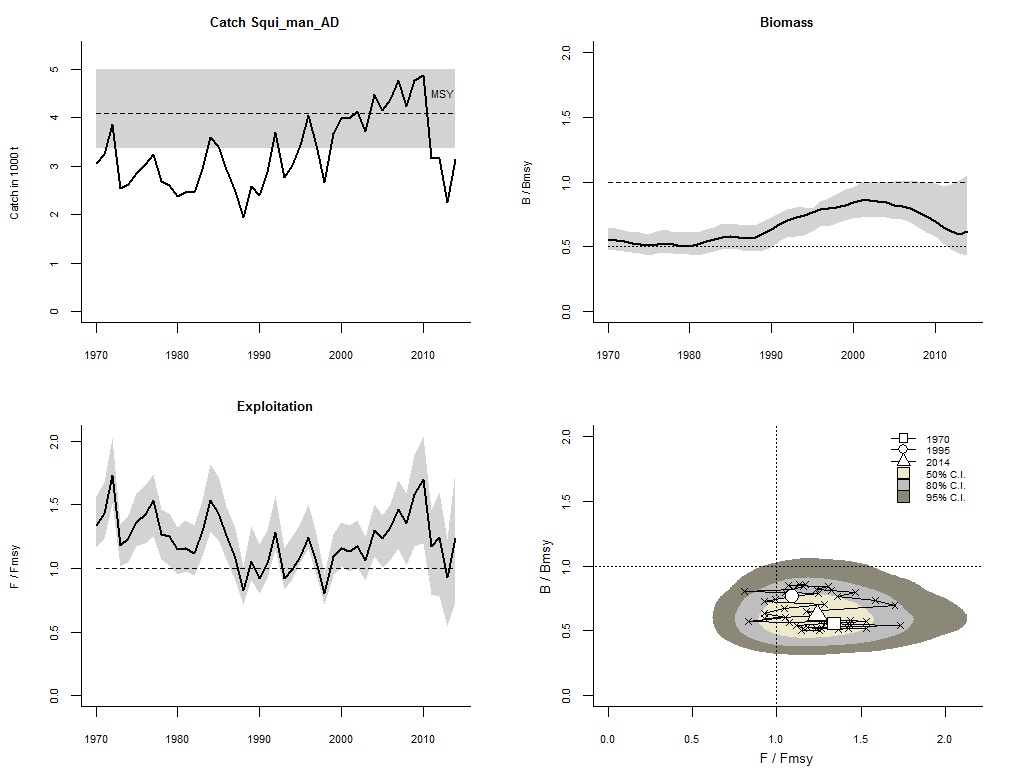 Catch Squi_man_AD
Catch in 1000 t
5
4
3
2
1
0
MSY
1970 1980 1990 2000 2010
Biomass
B / Bmsy
2.0
1.5
1.0
0.5
0.0
1970 1980 1990 2000 2010
Exploitation
F / Fmsy
2.0
1.5
1.0
0.5
0.0
1970 1980 1990 2000 2010
B / Bmsy
2.0
1.5
1.0
0.5
0.0
1970
1995
2014
50% C.I.
80% C.I.
95% C.I.
0.0 0.5 1.0 1.5 2.0
F / Fmsy